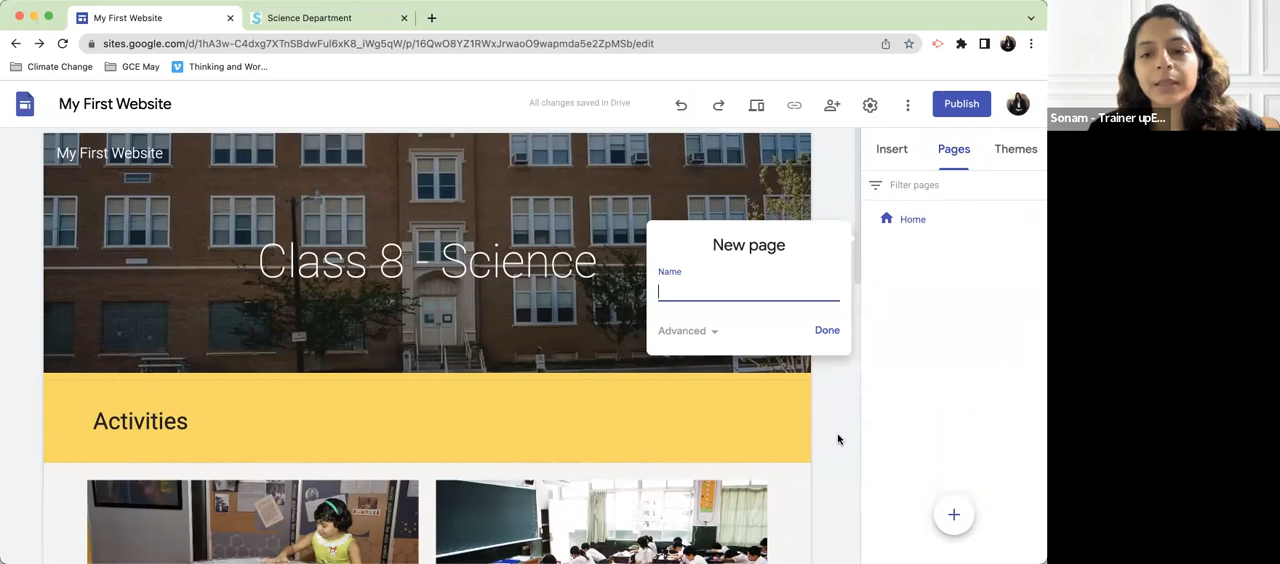 My First Website
Science Department
sites.google.com/d/1hA3w-C4dxg7XTnSBdwFuI6xK8_iWg5qW/p/16QwO8YZ1RWxJrwaoO9wapmda5e2ZpMSb/edit
Climate Change
GCE May
Thinking and Wor...
My First Website
All changes saved in Drive
Publish
Sonam - Trainer upE...
My First Website
Insert
Pages
Themes
Filter pages
Home
Class 8 - Science
New page
Name
Advanced
Done
Activities